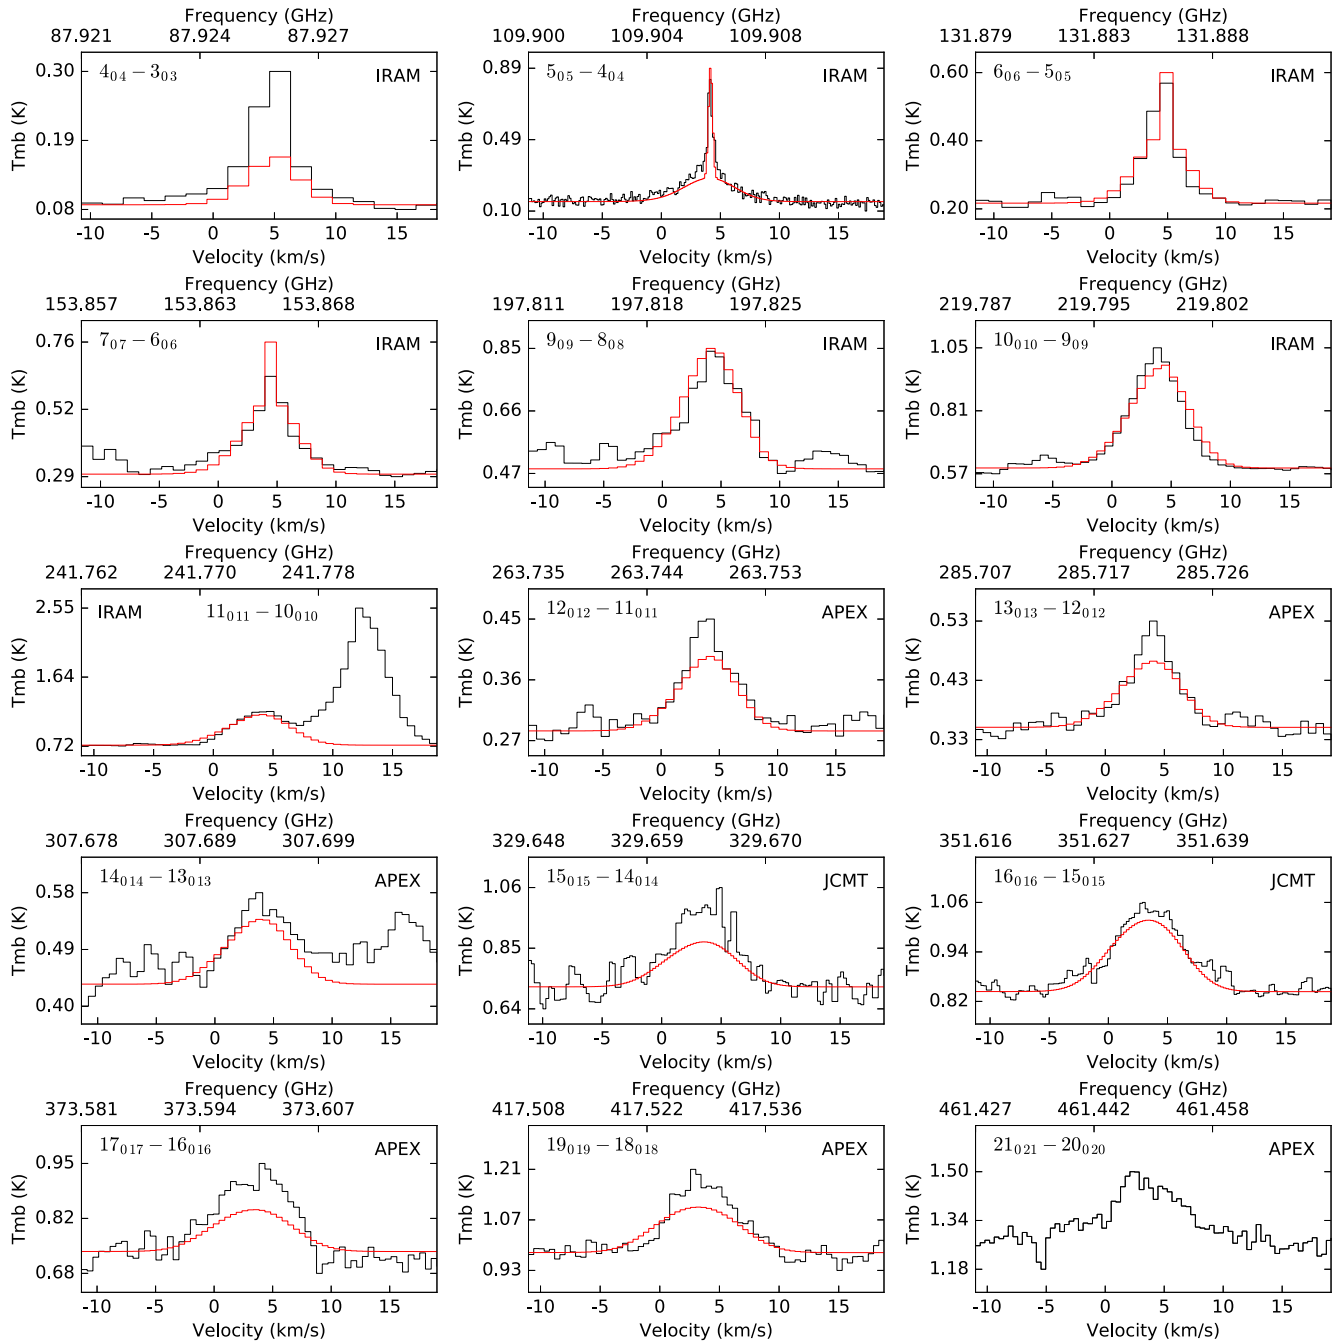 Frequency (GHz) Frequency (GHz) Frequency (GHz)
87.921 87.924 87.927 109.900 109.904 109.908 131.879 131.883 131.888
4₀₄ − 3₀₃ IRAM 5₀₅ − 4₀₄ IRAM 6₀₆ − 5₀₅ IRAM
Tmb (K) 0.30 0.19 0.08 Tmb (K) 0.89 0.49 0.10 Tmb (K) 0.60 0.40 0.20
-10 -5 0 5 10 15 -10 -5 0 5 10 15 -10 -5 0 5 10 15
Velocity (km/s) Velocity (km/s) Velocity (km/s)
Frequency (GHz) Frequency (GHz) Frequency (GHz)
153.857 153.863 153.868 197.811 197.818 197.825 219.787 219.795 219.802
7₀₇ − 6₀₆ IRAM 9₀₉ − 8₀₈ IRAM 10₀₁₀ − 9₀₉ IRAM
Tmb (K) 0.76 0.52 0.29 Tmb (K) 0.85 0.66 0.47 Tmb (K) 1.05 0.81 0.57
-10 -5 0 5 10 15 -10 -5 0 5 10 15 -10 -5 0 5 10 15
Velocity (km/s) Velocity (km/s) Velocity (km/s)
Frequency (GHz) Frequency (GHz) Frequency (GHz)
241.762 241.770 241.778 263.735 263.744 263.753 285.707 285.717 285.726
IRAM 11₀₁₁ − 10₀₁₀ 12₀₁₂ − 11₀₁₁ APEX 13₀₁₃ − 12₀₁₂ APEX
Tmb (K) 2.55 1.64 0.72 Tmb (K) 0.45 0.36 0.27 Tmb (K) 0.53 0.43 0.33
-10 -5 0 5 10 15 -10 -5 0 5 10 15 -10 -5 0 5 10 15
Velocity (km/s) Velocity (km/s) Velocity (km/s)
Frequency (GHz) Frequency (GHz) Frequency (GHz)
307.678 307.689 307.699 329.648 329.659 329.670 351.616 351.627 351.639
14₀₁₄ − 13₀₁₃ APEX 15₀₁₅ − 14₀₁₄ JCMT 16₀₁₆ − 15₀₁₅ JCMT
Tmb (K) 0.58 0.49 0.40 Tmb (K) 1.06 0.85 0.64 Tmb (K) 1.06 0.94 0.82
-10 -5 0 5 10 15 -10 -5 0 5 10 15 -10 -5 0 5 10 15
Velocity (km/s) Velocity (km/s) Velocity (km/s)
Frequency (GHz) Frequency (GHz) Frequency (GHz)
373.581 373.594 373.607 417.508 417.522 417.536 461.427 461.442 461.458
17₀₁₇ − 16₀₁₆ APEX 19₀₁₉ − 18₀₁₈ APEX 21₀₂₁ − 20₀₂₀ APEX
Tmb (K) 0.95 0.82 0.68 Tmb (K) 1.21 1.07 0.93 Tmb (K) 1.50 1.34 1.18
-10 -5 0 5 10 15 -10 -5 0 5 10 15 -10 -5 0 5 10 15
Velocity (km/s) Velocity (km/s) Velocity (km/s)